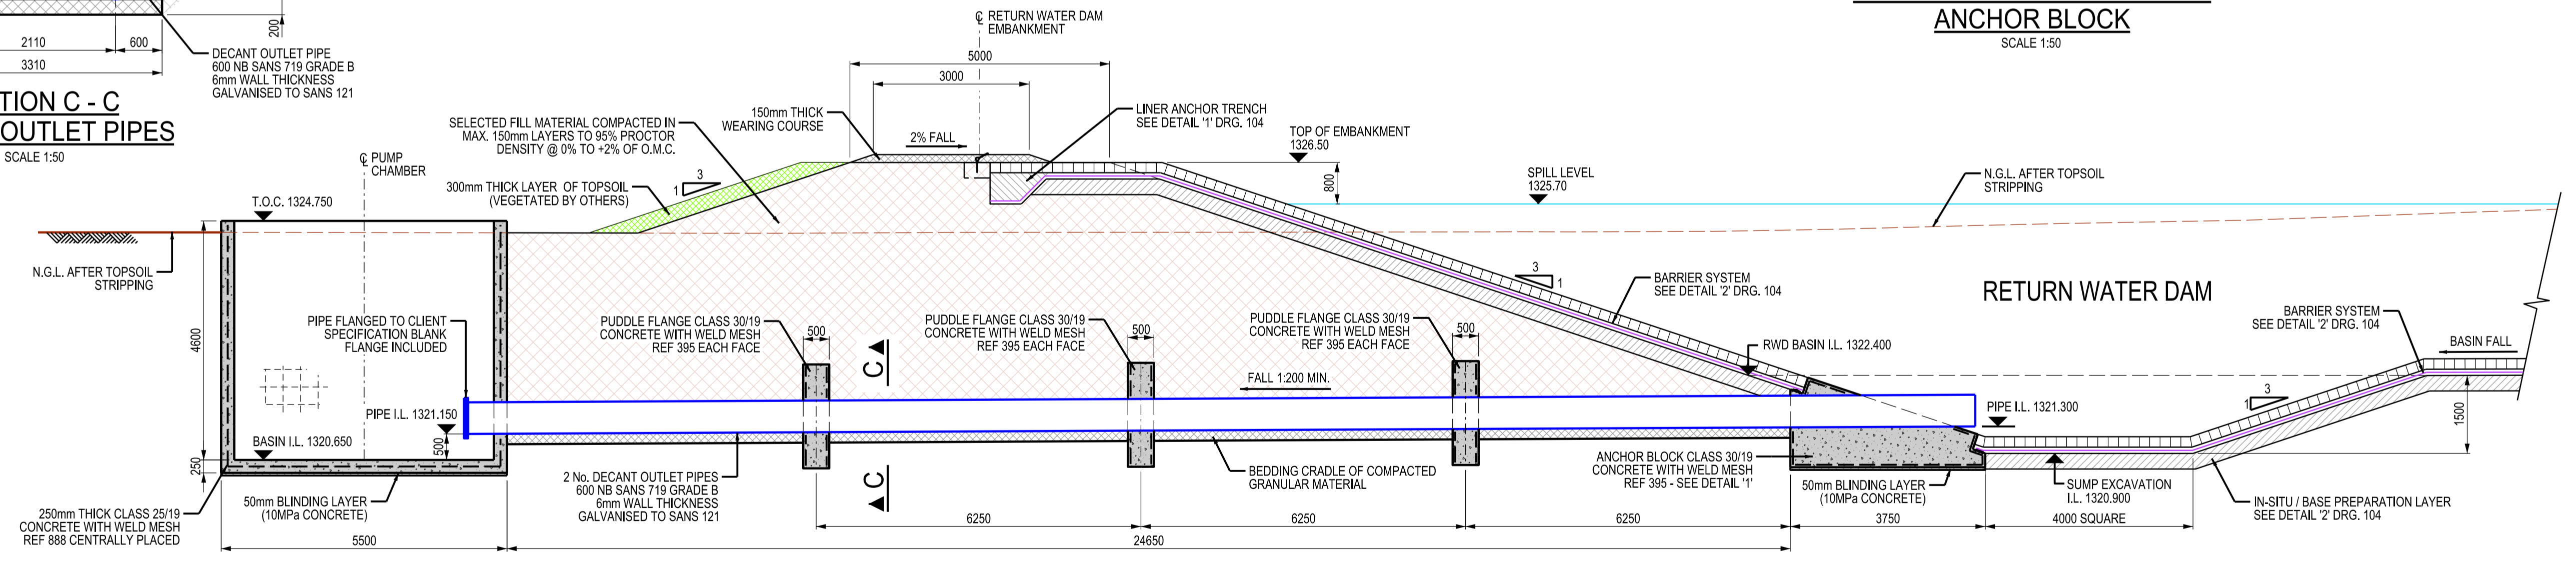 200
2110
600
3310
DECANT OUTLET PIPE
600 NB SANS 719 GRADE B
6mm WALL THICKNESS
GALVANISED TO SANS 121
TION C - C
OUTLET PIPES
SCALE 1:50
ANCHOR BLOCK
SCALE 1:50
℄ RETURN WATER DAM
EMBANKMENT
5000
3000
150mm THICK
WEARING COURSE
2% FALL
LINER ANCHOR TRENCH
SEE DETAIL '1' DRG. 104
TOP OF EMBANKMENT
1326.50
800
SPILL LEVEL
1325.70
N.G.L. AFTER TOPSOIL
STRIPPING
SELECTED FILL MATERIAL COMPACTED IN
MAX. 150mm LAYERS TO 95% PROCTOR
DENSITY @ 0% TO +2% OF O.M.C.
300mm THICK LAYER OF TOPSOIL
(VEGETATED BY OTHERS)
3
1
℄ PUMP
CHAMBER
T.O.C. 1324.750
N.G.L. AFTER TOPSOIL
STRIPPING
4600
250
PIPE FLANGED TO CLIENT
SPECIFICATION BLANK
FLANGE INCLUDED
PIPE I.L. 1321.150
BASIN I.L. 1320.650
500
PUDDLE FLANGE CLASS 30/19
CONCRETE WITH WELD MESH
REF 395 EACH FACE
500
PUDDLE FLANGE CLASS 30/19
CONCRETE WITH WELD MESH
REF 395 EACH FACE
500
PUDDLE FLANGE CLASS 30/19
CONCRETE WITH WELD MESH
REF 395 EACH FACE
500
C
C
FALL 1:200 MIN.
3
1
BARRIER SYSTEM
SEE DETAIL '2' DRG. 104
RETURN WATER DAM
RWD BASIN I.L. 1322.400
BARRIER SYSTEM
SEE DETAIL '2' DRG. 104
BASIN FALL
PIPE I.L. 1321.300
3
1
1500
250mm THICK CLASS 25/19
CONCRETE WITH WELD MESH
REF 888 CENTRALLY PLACED
50mm BLINDING LAYER
(10MPa CONCRETE)
2 No. DECANT OUTLET PIPES
600 NB SANS 719 GRADE B
6mm WALL THICKNESS
GALVANISED TO SANS 121
BEDDING CRADLE OF COMPACTED
GRANULAR MATERIAL
ANCHOR BLOCK CLASS 30/19
CONCRETE WITH WELD MESH
REF 395 - SEE DETAIL '1'
50mm BLINDING LAYER
(10MPa CONCRETE)
SUMP EXCAVATION
I.L. 1320.900
IN-SITU / BASE PREPARATION LAYER
SEE DETAIL '2' DRG. 104
6250
6250
6250
3750
4000 SQUARE
5500
24650